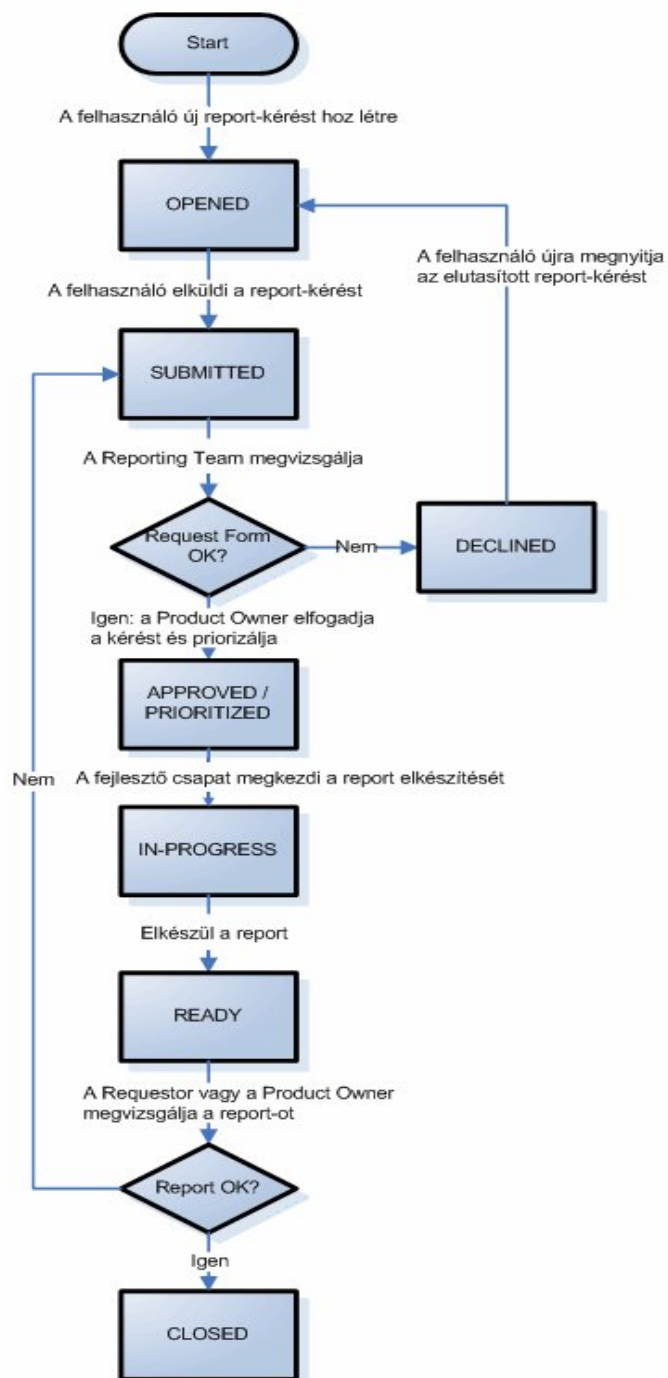 Start
A felhasználó új report-kérést hoz létre
OPENED
A felhasználó újra megnyitja
az elutasított report-kérést
A felhasználó elküldi a report-kérést
SUBMITTED
A Reporting Team megvizsgálja
Request Form
OK?
Nem
DECLINED
Igen: a Product Owner elfogadja
a kérést és priorizálja
APPROVED /
PRIORITIZED
Nem
A fejlesztő csapat megkezdi a report elkészítését
IN-PROGRESS
Elkészül a report
READY
A Requestor vagy a Product Owner
megvizsgálja a report-ot
Report OK?
Igen
CLOSED